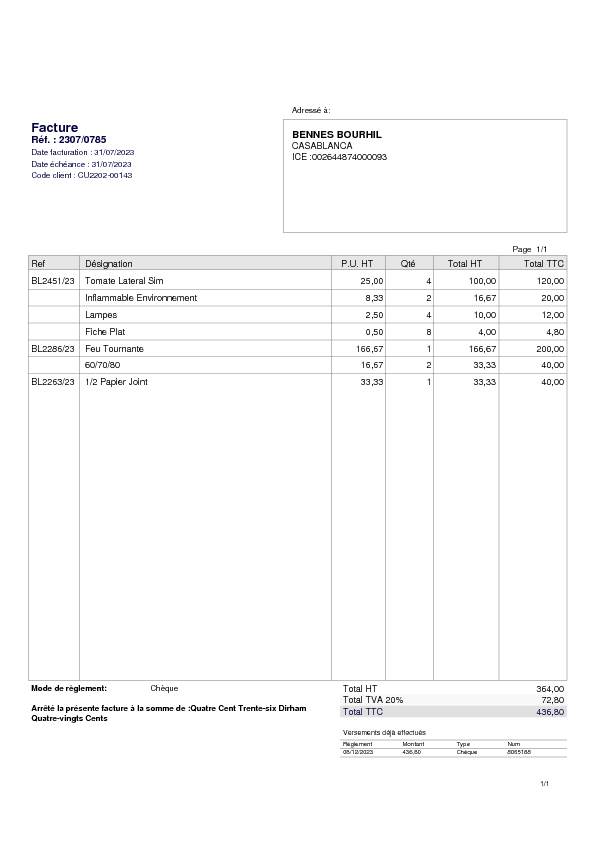 Adressé à:
Facture
Réf. : 2307/0785
Date facturation : 31/07/2023
Date échéance : 31/07/2023
Code client : CU2202-00143
BENNES BOURHIL
CASABLANCA
ICE :002644874000093
Page 1/1
Ref Désignation P.U. HT Qté Total HT Total TTC
BL2451/23 Tomate Lateral Sim 25,00 4 100,00 120,00
Inflammable Environnement 8,33 2 16,67 20,00
Lampes 2,50 4 10,00 12,00
Fiche Plat 0,50 8 4,00 4,80
BL2286/23 Feu Tournante 166,67 1 166,67 200,00
60/70/80 16,67 2 33,33 40,00
BL2263/23 1/2 Papier Joint 33,33 1 33,33 40,00
Mode de règlement: Chèque
Arrêté la présente facture à la somme de :Quatre Cent Trente-six Dirham
Quatre-vingts Cents
Total HT 364,00
Total TVA 20% 72,80
Total TTC 436,80
Versements déjà effectués
Règlement Montant Type Num
08/12/2023 436,80 Chèque 8065188
1/1